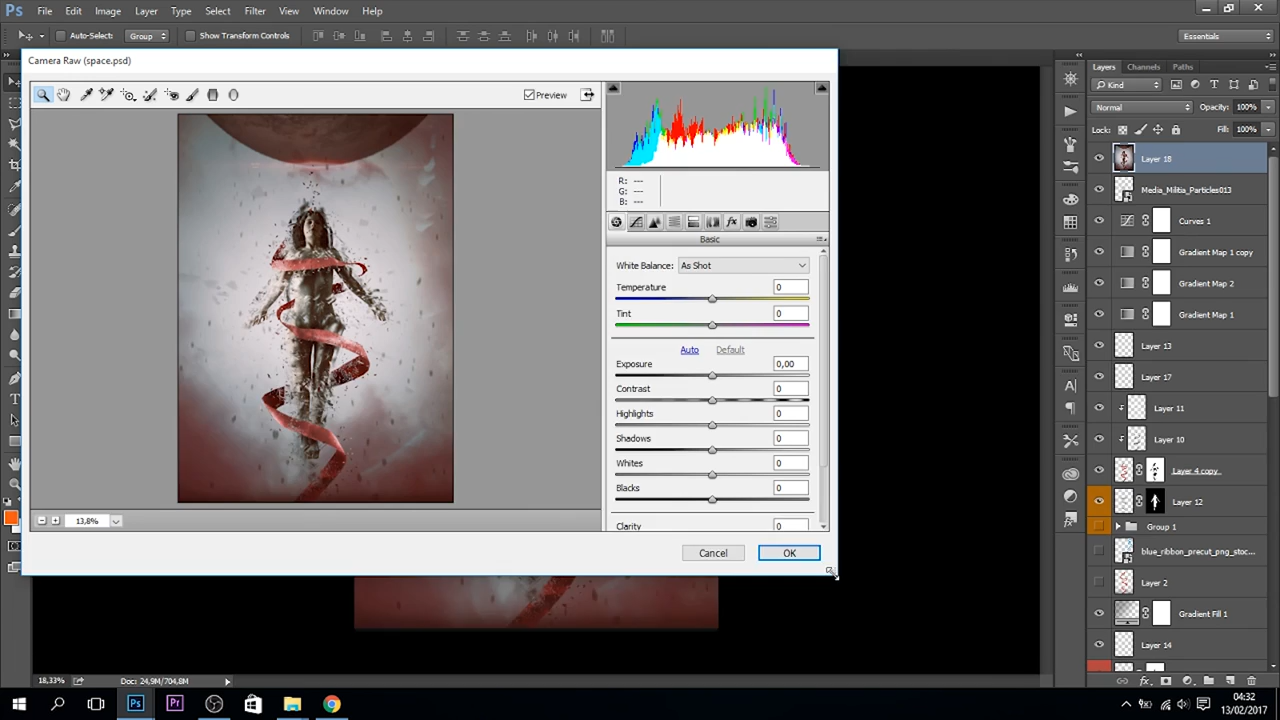 Ps File Edit Image Layer Type Select Filter View Window Help
Auto-Select: Group Show Transform Controls Essentials
Camera Raw (space.psd)
Preview
R: ---
G: ---
B: ---
Basic
White Balance: As Shot
Temperature 0
Tint 0
Auto Default
Exposure 0,00
Contrast 0
Highlights 0
Shadows 0
Whites 0
Blacks 0
Clarity 0
13,8%
Cancel OK
Layers Channels Paths
Kind
Normal Opacity: 100%
Lock: Fill: 100%
Layer 18
Media_Militia_Particles013
Curves 1
Gradient Map 1 copy
Gradient Map 2
Gradient Map 1
Layer 13
Layer 17
Layer 11
Layer 10
Layer 4 copy
Layer 12
Group 1
blue_ribbon_precut_png_stoc...
Layer 2
Gradient Fill 1
Layer 14
18,33% Doc: 24,9M/704,8M
Ps Pr
04:32
13/02/2017